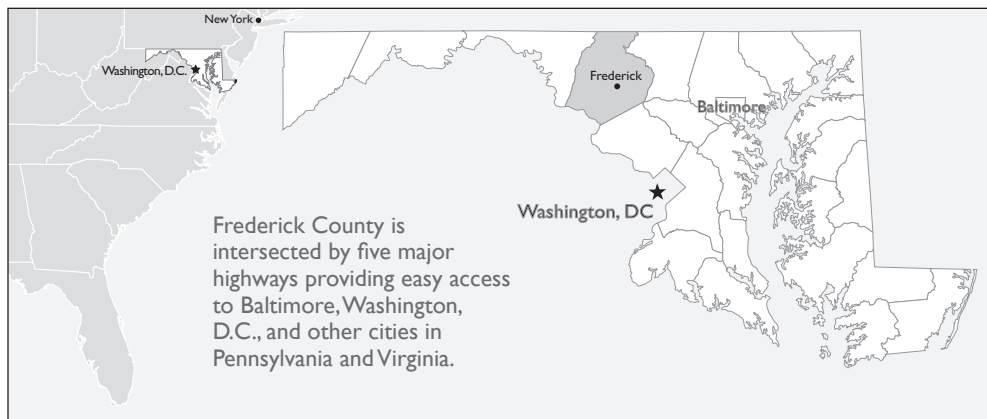 New York
Washington, D.C.
Frederick
Baltimore
Washington, DC
Frederick County is
intersected by five major
highways providing easy access
to Baltimore, Washington,
D.C., and other cities in
Pennsylvania and Virginia.